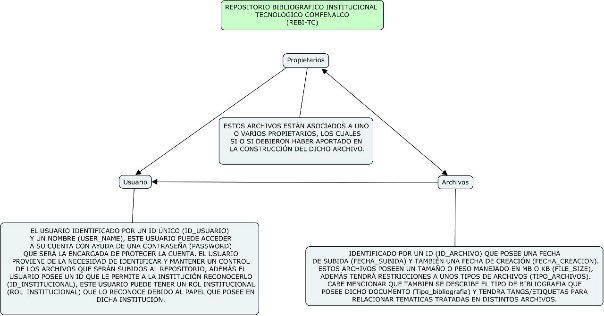 REPOSITORIO BIBLIOGRAFICO INSTITUCIONAL
TECNOLOGICO COMFENALCO
(REBI-TC)
Propietarios
ESTOS ARCHIVOS ESTÁN ASOCIADOS A UNO
O VARIOS PROPIETARIOS, LOS CUALES
SI O SI DEBIERON HABER APORTADO EN
LA CONSTRUCCIÓN DEL DICHO ARCHIVO.
Usuario
Archivos
EL USUARIO IDENTIFICADO POR UN ID ÚNICO (ID_USUARIO)
Y UN NOMBRE (USER_NAME), ESTE USUARIO PUEDE ACCEDER
A SU CUENTA CON AYUDA DE UNA CONTRASEÑA (PASSWORD)
QUE SERÁ LA ENCARGADA DE PROTECER LA CUENTA. EL USUARIO
PROVIENE DE LA NECESIDAD DE IDENTIFICAR Y MANTENER UN CONTROL
DE LOS ARCHIVOS QUE SERÁN SUBIDOS AL REPOSITORIO, ADEMÁS EL
USUARIO POSEE UN ID QUE LE PERMITE A LA INSTITUCIÓN RECONOCERLO
(ID_INSTITUCIONAL), ESTE USUARIO PUEDE TENER UN ROL INSTITUCIONAL
(ROL_INSTITUCIONAL) QUE LO RECONOCE DEBIDO AL PAPEL QUE POSEE EN
DICHA INSTITUCIÓN.
IDENTIFICADO POR UN ID (ID_ARCHIVO) QUE POSEE UNA FECHA
DE SUBIDA (FECHA_SUBIDA) Y TAMBIÉN UNA FECHA DE CREACIÓN (FECHA_CREACION).
ESTOS ARCHIVOS POSEEN UN TAMAÑO O PESO MANEJADO EN MB O KB (FILE_SIZE),
ADEMÁS TENDRÁ RESTRICIONES A UNOS TIPOS DE ARCHIVOS (TIPO_ARCHIVOS).
CABE MENCIONAR QUE TAMBIEN SE DESCRIBE EL TIPO DE BIBLIOGRAFIA QUE
POSEE DICHO DOCUMENTO (Tipo_bibliografia) Y TENDRA TANGS/ETIQUETAS PARA
RELACIONAR TEMATICAS TRATADAS EN DISTINTOS ARCHIVOS.